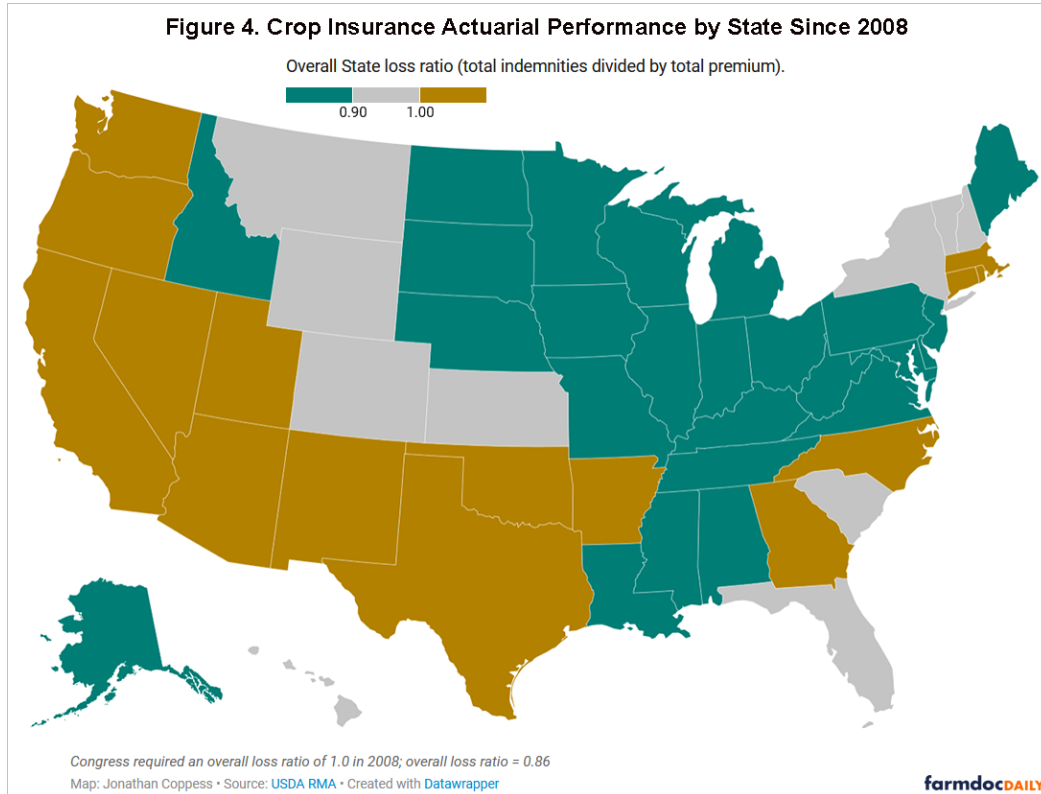 Figure 4. Crop Insurance Actuarial Performance by State Since 2008
Overall State loss ratio (total indemnities divided by total premium).
0.90 1.00
Congress required an overall loss ratio of 1.0 in 2008; overall loss ratio = 0.86
Map: Jonathan Coppess • Source: USDA RMA • Created with Datawrapper
farmdocDAILY